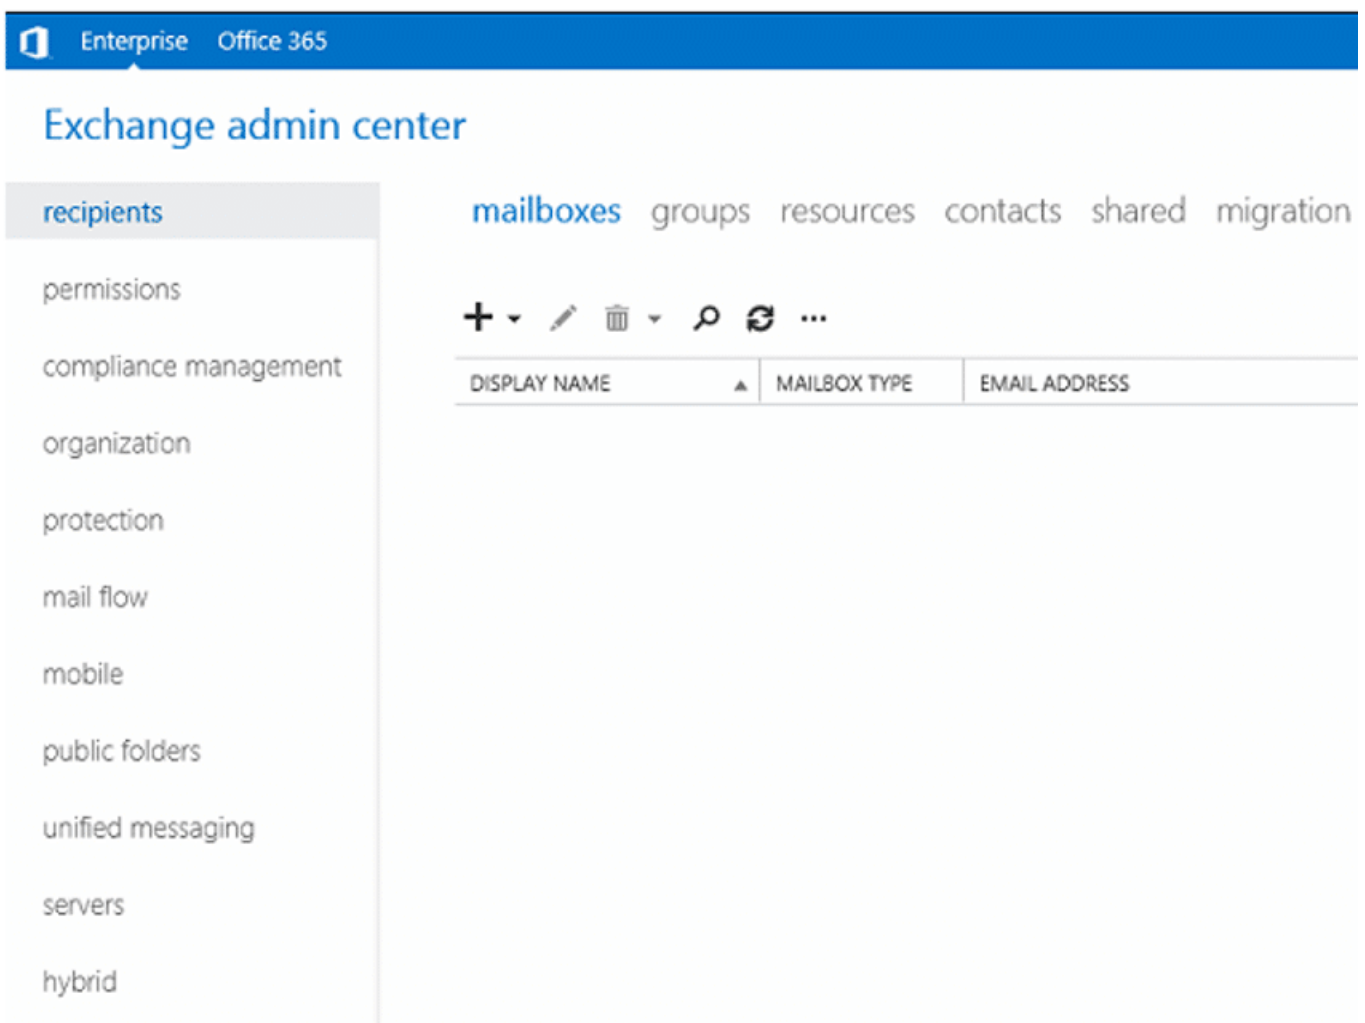 Enterprise Office 365
Exchange admin center
recipients
permissions
compliance management
organization
protection
mail flow
mobile
public folders
unified messaging
servers
hybrid
mailboxes groups resources contacts shared migration
DISPLAY NAME MAILBOX TYPE EMAIL ADDRESS